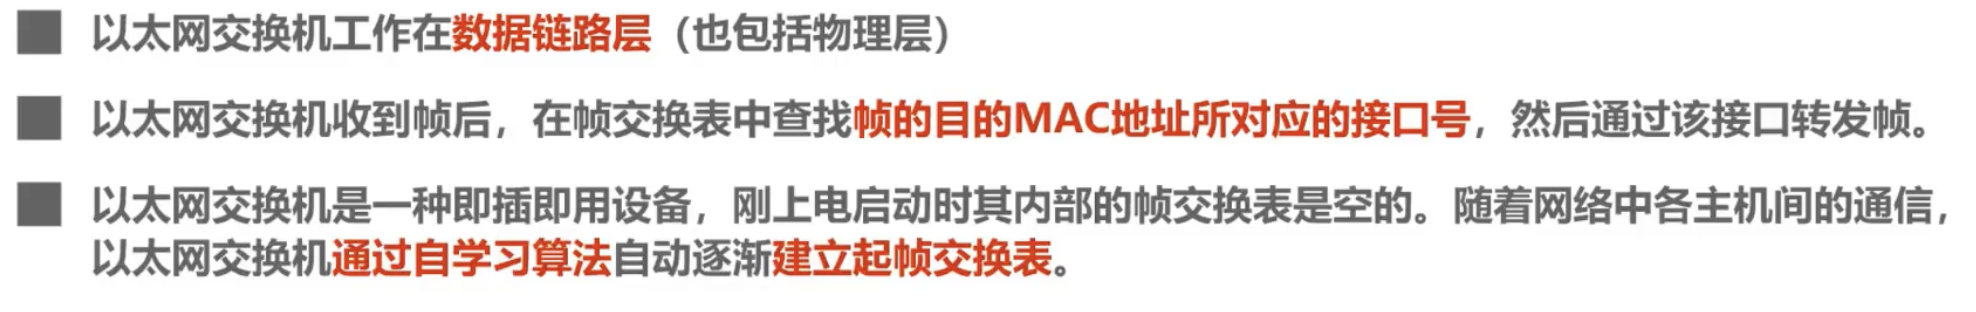 以太网交换机工作在数据链路层（也包括物理层）
以太网交换机收到帧后，在帧交换表中查找帧的目的MAC地址所对应的接口号，然后通过该接口转发帧。
以太网交换机是一种即插即用设备，刚上电启动时其内部的帧交换表是空的。随着网络中各主机间的通信，
以太网交换机通过自学习算法自动逐渐建立起帧交换表。